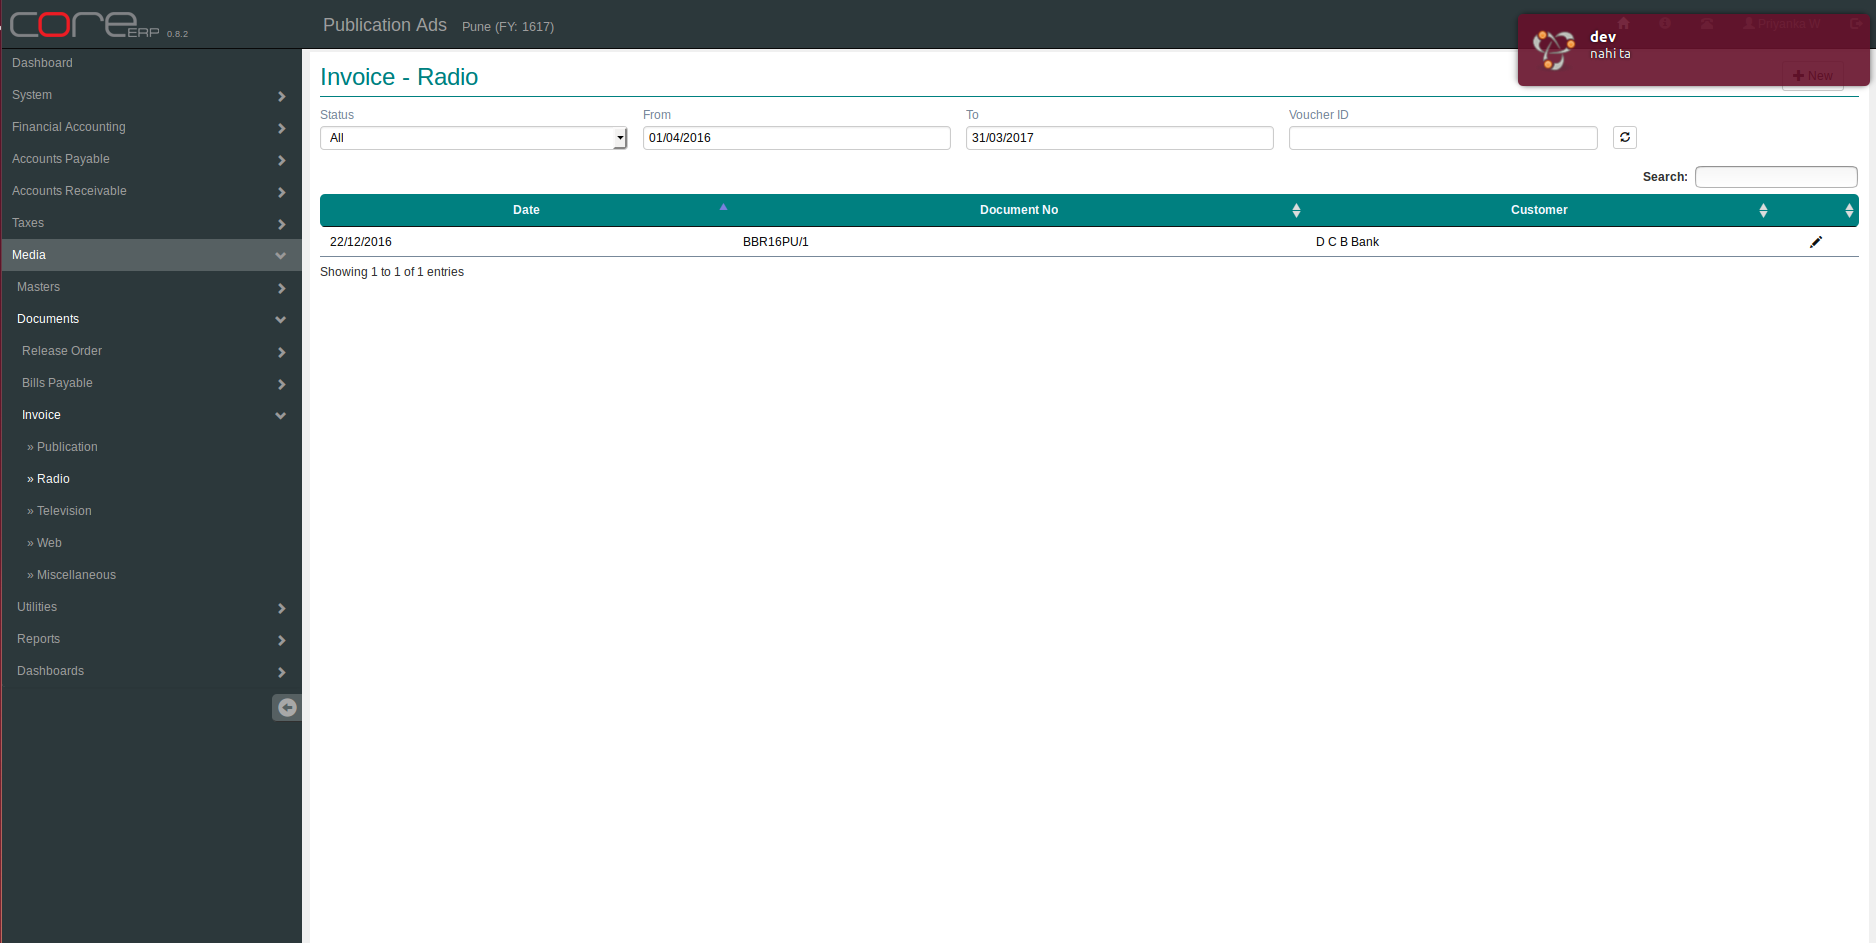 core ERP 0.8.2
Publication Ads Pune (FY: 1617)
Priyanka W
dev
nahi ta
Dashboard
System
Financial Accounting
Accounts Payable
Accounts Receivable
Taxes
Media
Masters
Documents
Release Order
Bills Payable
Invoice
» Publication
» Radio
» Television
» Web
» Miscellaneous
Utilities
Reports
Dashboards
Invoice - Radio
New
Status From To Voucher ID
All 01/04/2016 31/03/2017
Search:
Date Document No Customer
22/12/2016 BBR16PU/1 D C B Bank
Showing 1 to 1 of 1 entries